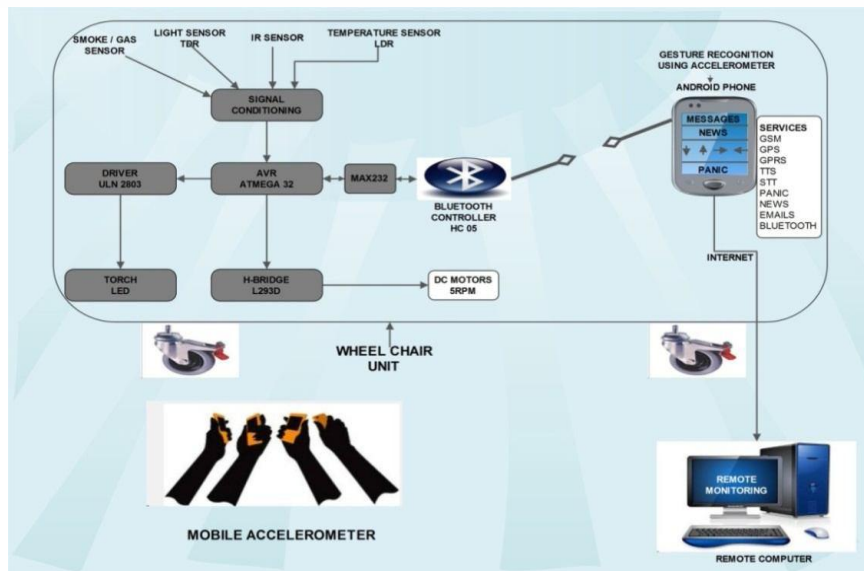 SMOKE / GAS
SENSOR
LIGHT SENSOR
TDR
IR SENSOR
TEMPERATURE SENSOR
LDR
GESTURE RECOGNITION
USING ACCELEROMETER
ANDROID PHONE
SIGNAL
CONDITIONING
MESSAGES
NEWS
PANIC
SERVICES
GSM
GPS
GPRS
TTS
STT
PANIC
NEWS
EMAILS
BLUETOOTH
DRIVER
ULN 2803
AVR
ATMEGA 32
MAX232
BLUETOOTH
CONTROLLER
HC 05
INTERNET
TORCH
LED
H-BRIDGE
L293D
DC MOTORS
5RPM
WHEEL CHAIR
UNIT
MOBILE ACCELEROMETER
REMOTE
MONITORING
REMOTE COMPUTER